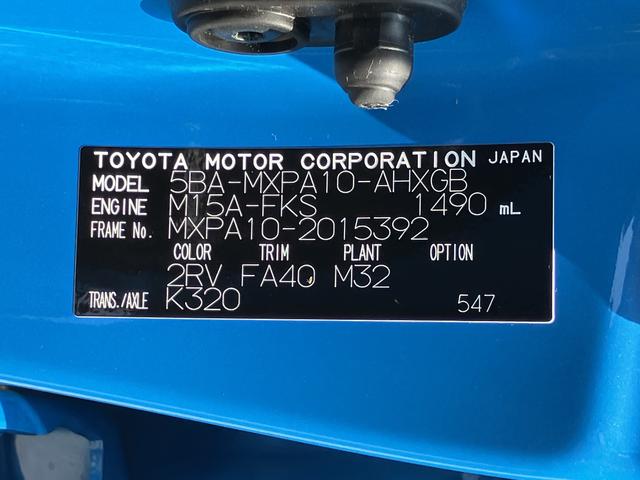 TOYOTA MOTOR CORPORATION JAPAN
MODEL 5BA-MXPA10-AHXGB
ENGINE M15A-FKS 1490 mL
FRAME No. MXPA10-2015392
COLOR TRIM PLANT OPTION
2RV FA40 M32
TRANS./AXLE K320 547